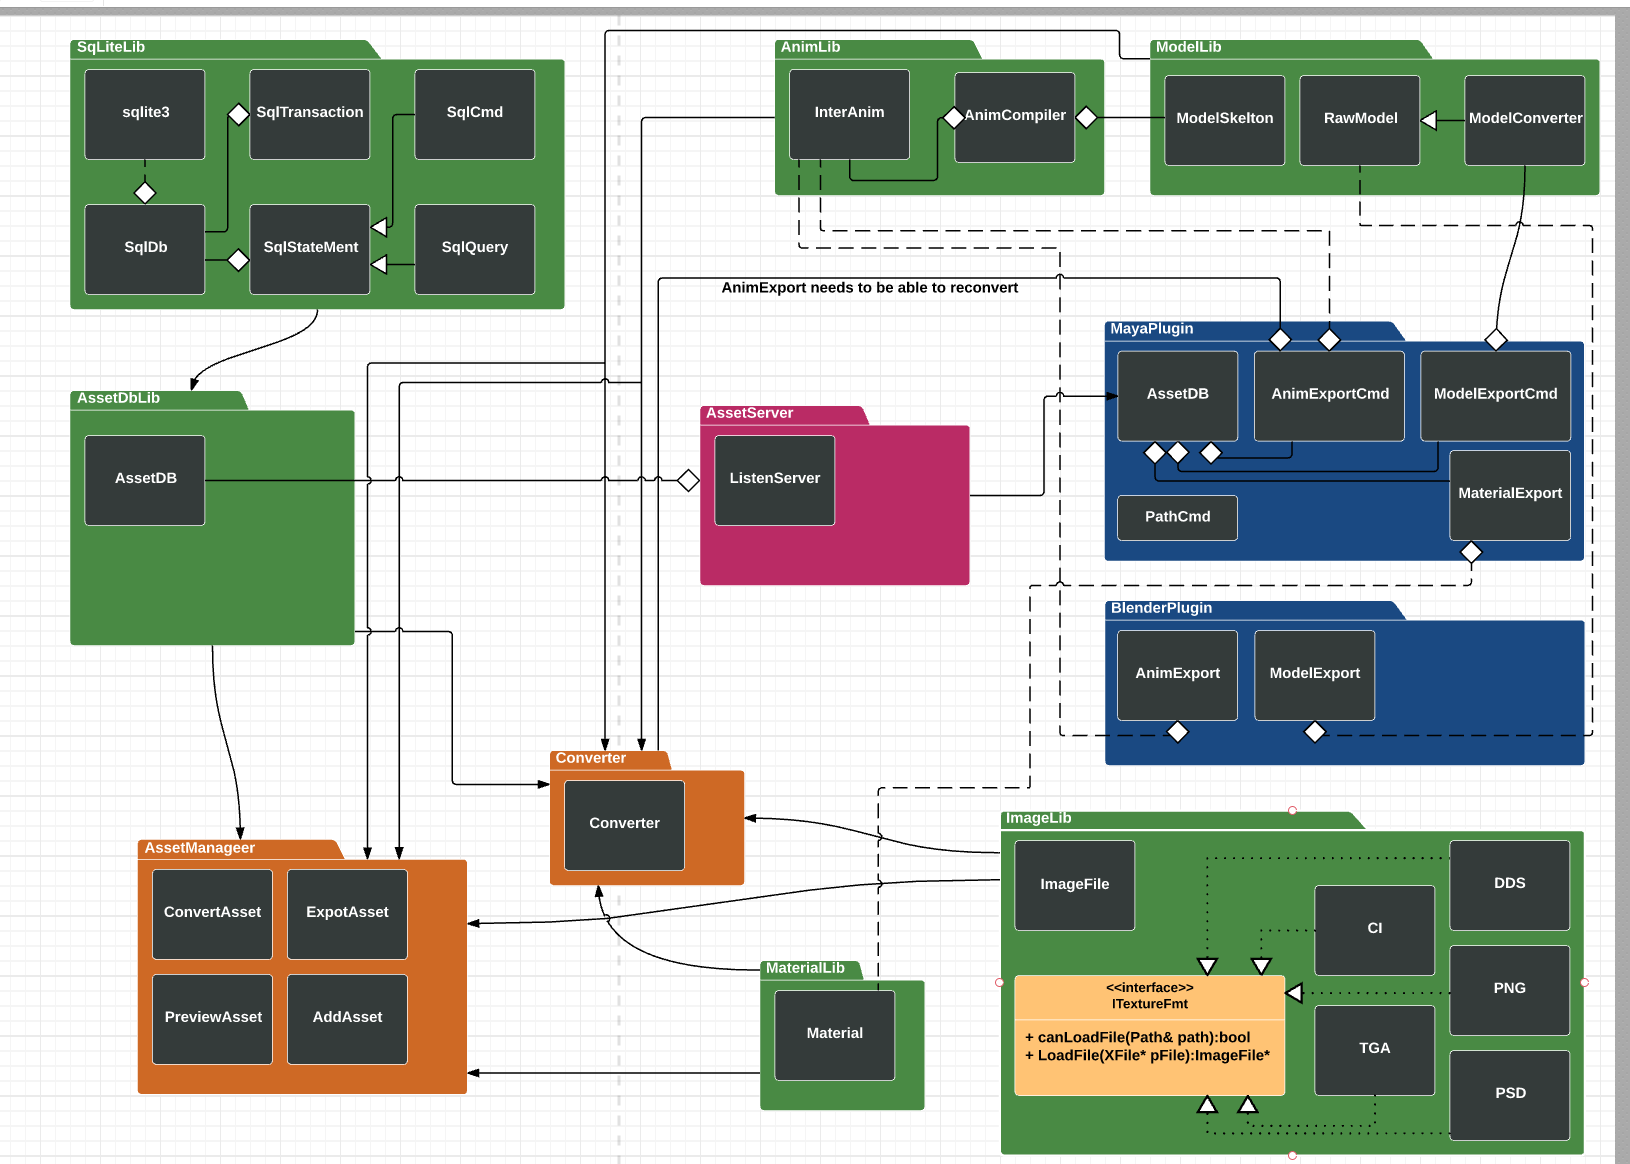 SqLiteLib
sqlite3
SqlTransaction
SqlCmd
SqlDb
SqlStateMent
SqlQuery
AnimLib
InterAnim
AnimCompiler
ModelLib
ModelSkelton
RawModel
ModelConverter
AnimExport needs to be able to reconvert
MayaPlugin
AssetDB
AnimExportCmd
ModelExportCmd
MaterialExport
PathCmd
AssetDbLib
AssetDB
AssetServer
ListenServer
BlenderPlugin
AnimExport
ModelExport
Converter
Converter
AssetManageer
ConvertAsset
ExpotAsset
PreviewAsset
AddAsset
MaterialLib
Material
ImageLib
ImageFile
DDS
CI
PNG
TGA
PSD
<<interface>>
ITextureFmt
+ canLoadFile(Path& path):bool
+ LoadFile(XFile* pFile):ImageFile*